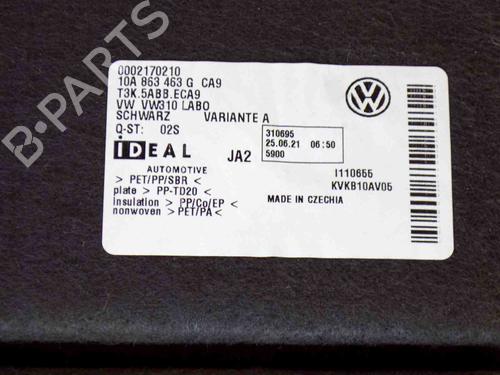 0002170210
10A 863 463 G CA9
T3K.5ABB.ECA9
VW VW310 LABO
SCHWARZ VARIANTE A
Q-ST: 02S
310695
25.06.21 06:50
5900
IDEAL JA2
AUTOMOTIVE
> PET/PP/SBR <
plate > PP-TD20 <
insulation > PP/Co/EP <
nonwoven > PET/PA <
I110655
KVKB10AV05
MADE IN CZECHIA
B-PARTS